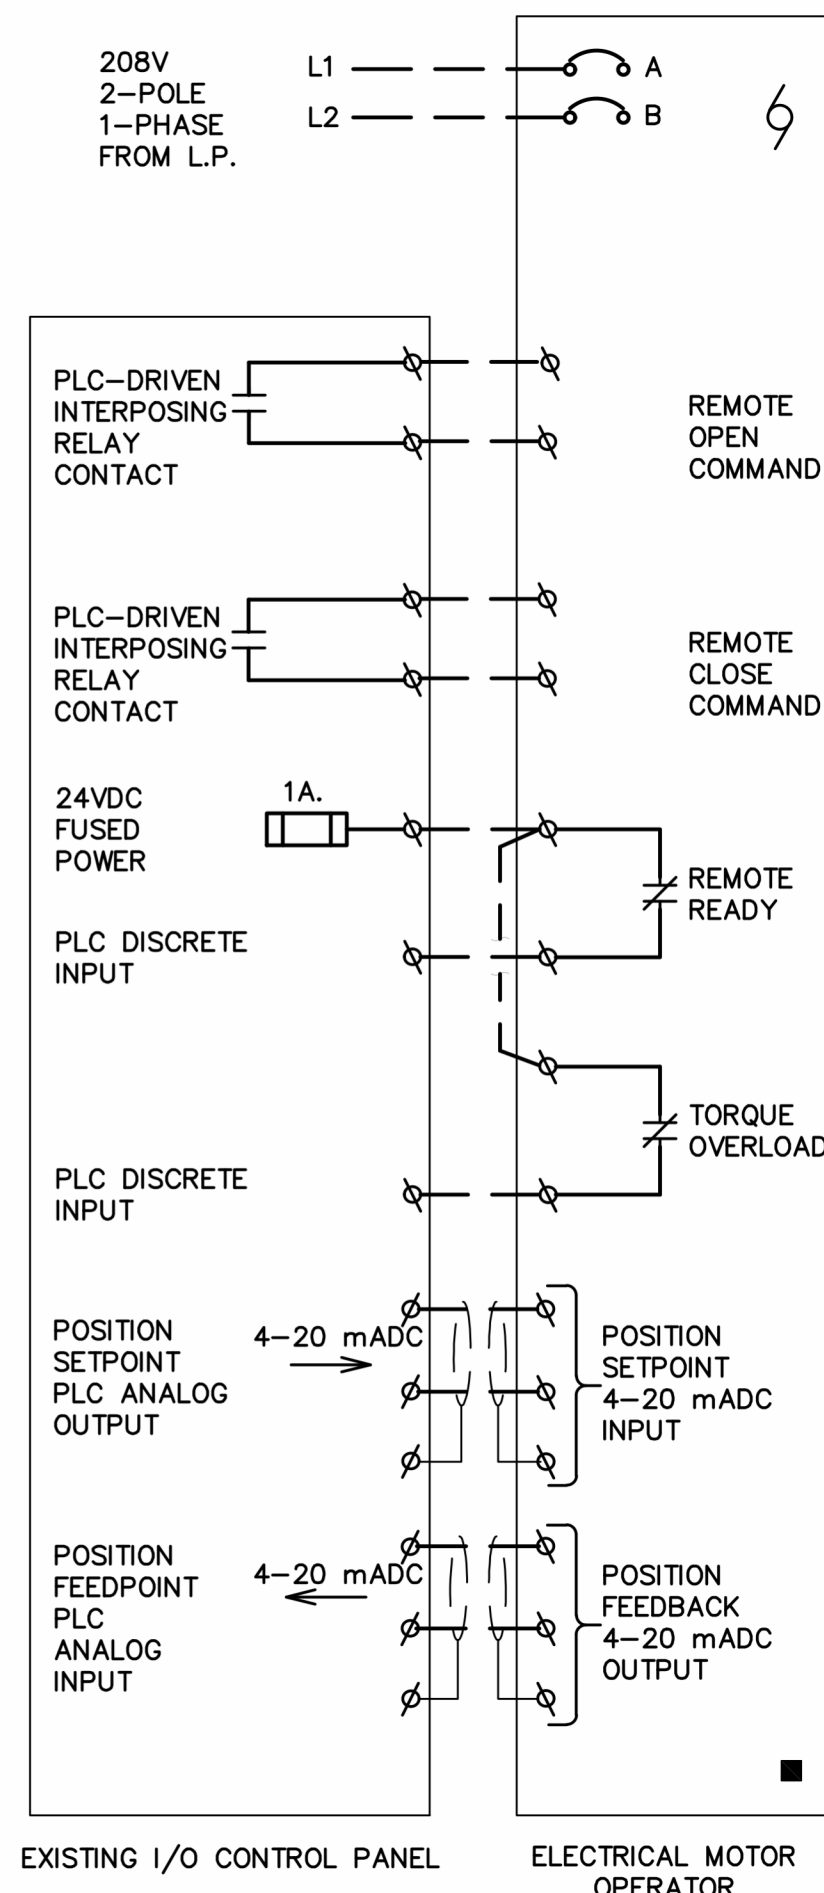 208V
2-POLE
1-PHASE
FROM L.P.
L1
A
L2
B
PLC-DRIVEN
INTERPOSING
RELAY
CONTACT
REMOTE
OPEN
COMMAND
PLC-DRIVEN
INTERPOSING
RELAY
CONTACT
REMOTE
CLOSE
COMMAND
24VDC
FUSED
POWER
1A.
REMOTE
READY
PLC DISCRETE
INPUT
TORQUE
OVERLOAD
PLC DISCRETE
INPUT
POSITION
SETPOINT
PLC ANALOG
OUTPUT
4-20 mADC
POSITION
SETPOINT
4-20 mADC
INPUT
POSITION
FEEDPOINT
PLC
ANALOG
INPUT
4-20 mADC
POSITION
FEEDBACK
4-20 mADC
OUTPUT
EXISTING I/O CONTROL PANEL
ELECTRICAL MOTOR
OPERATOR